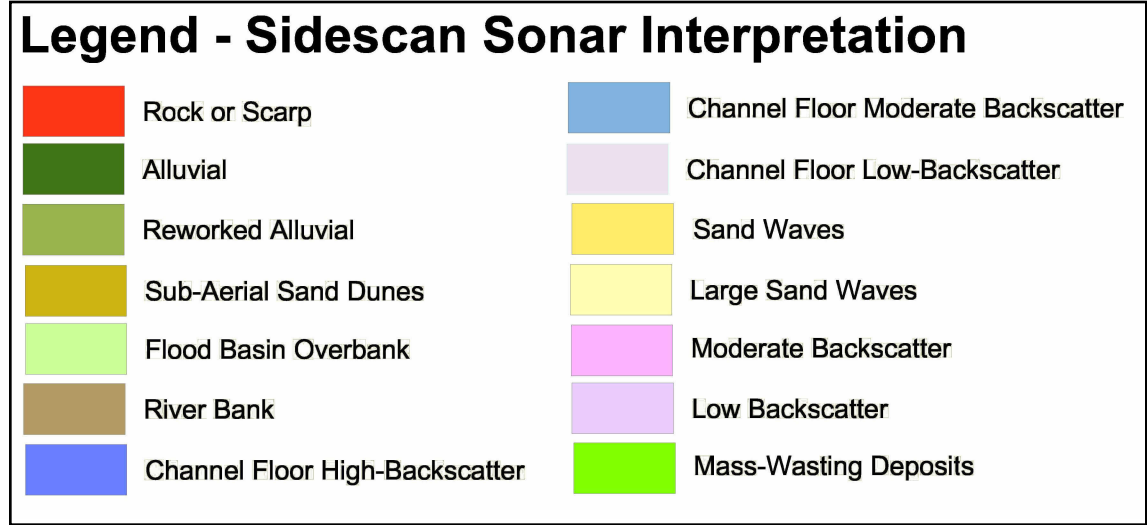 Legend - Sidescan Sonar Interpretation
Rock or Scarp
Alluvial
Reworked Alluvial
Sub-Aerial Sand Dunes
Flood Basin Overbank
River Bank
Channel Floor High-Backscatter
Channel Floor Moderate Backscatter
Channel Floor Low-Backscatter
Sand Waves
Large Sand Waves
Moderate Backscatter
Low Backscatter
Mass-Wasting Deposits